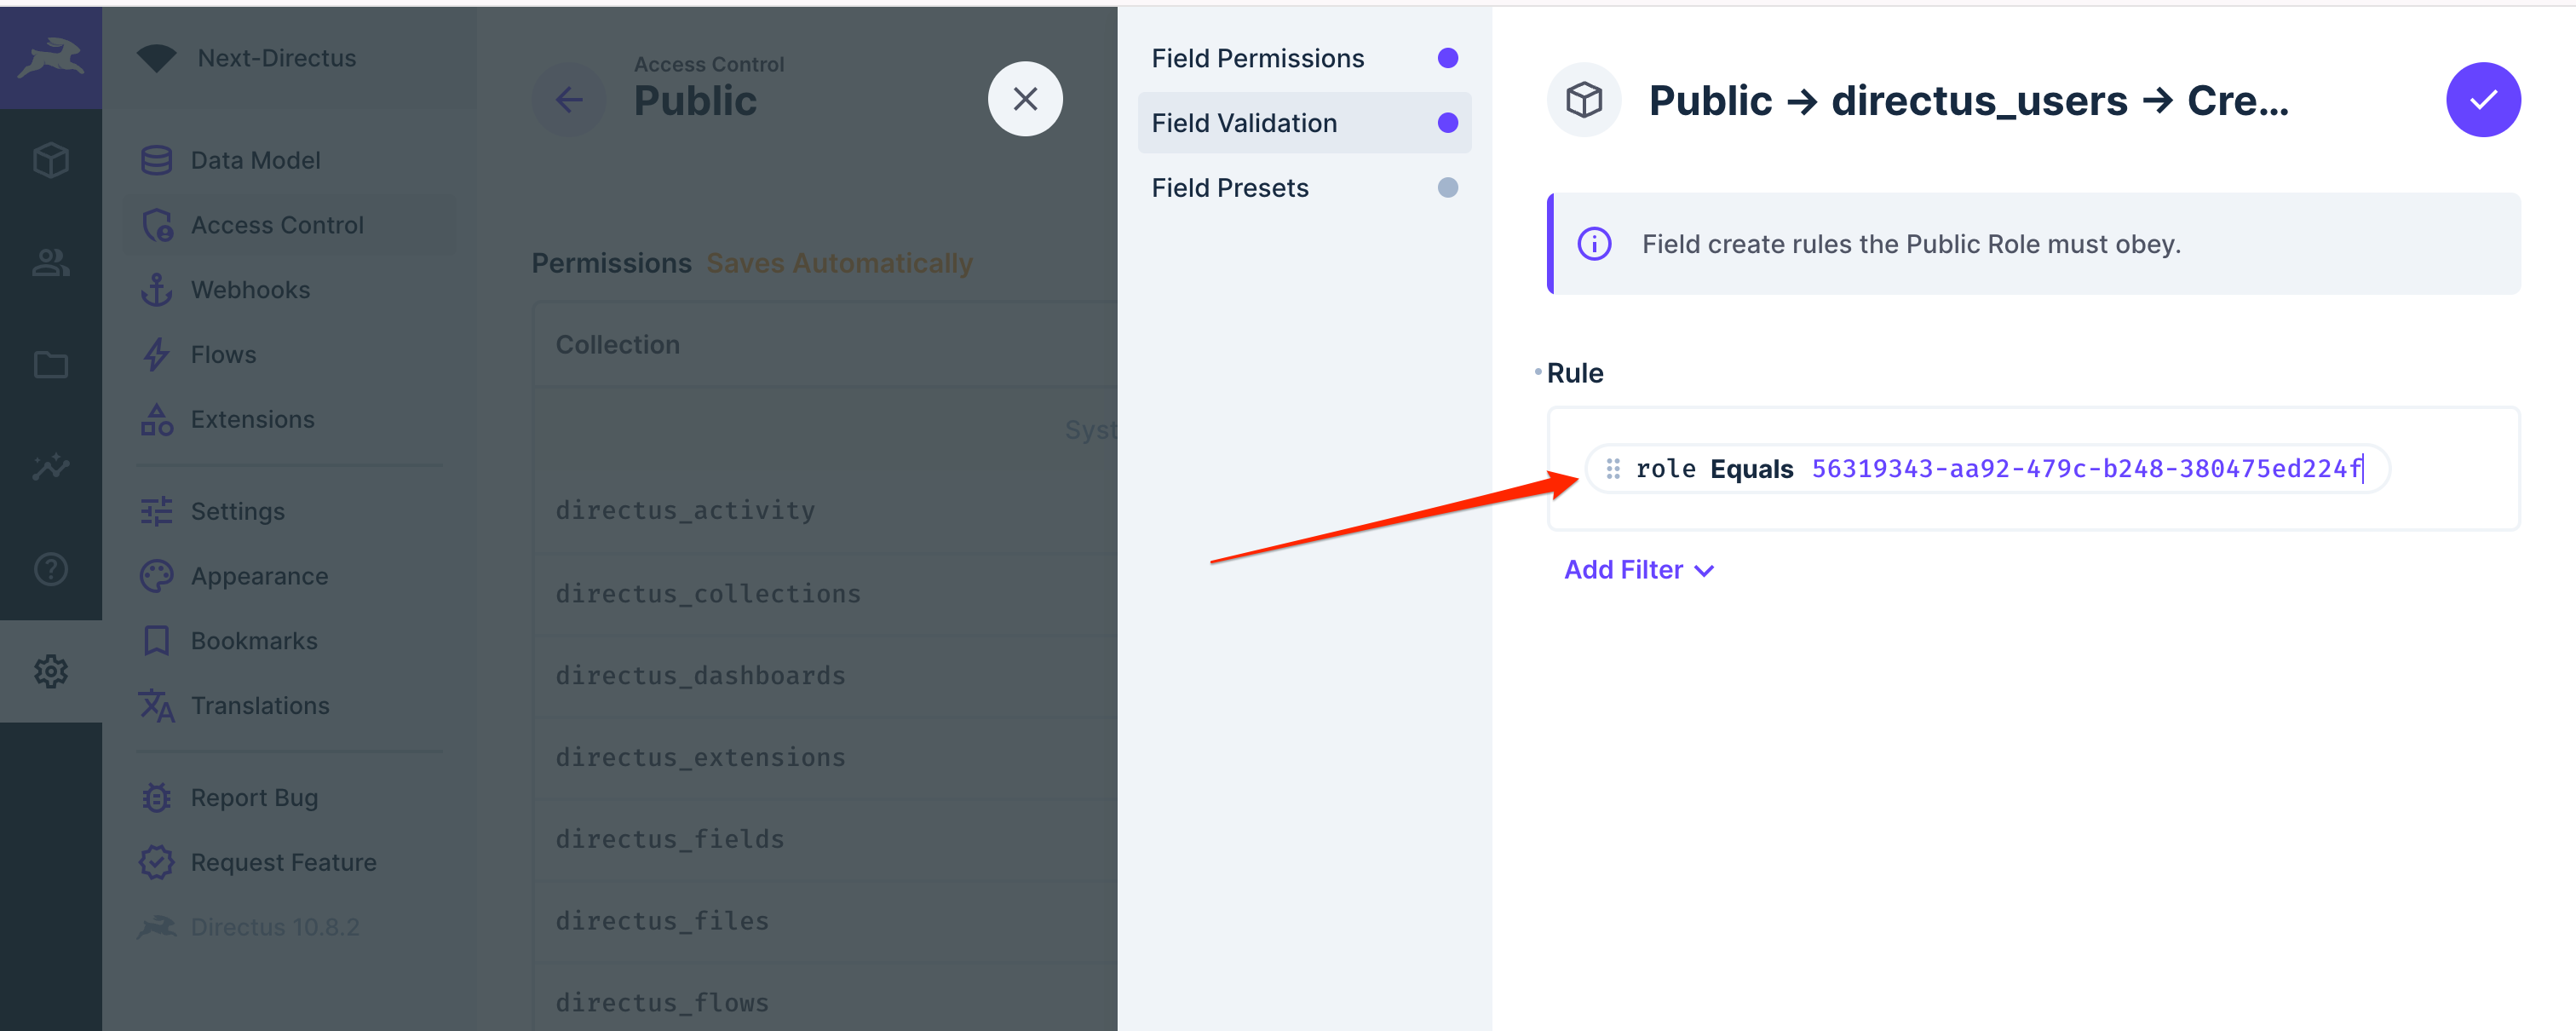 Next-Directus
Data Model
Access Control
Webhooks
Flows
Extensions
Settings
Appearance
Bookmarks
Translations
Report Bug
Request Feature
Directus 10.8.2
Access Control
Public
Permissions Saves Automatically
Collection
Syst
directus_activity
directus_collections
directus_dashboards
directus_extensions
directus_fields
directus_files
directus_flows
Field Permissions
Field Validation
Field Presets
Public → directus_users → Cre...
Field create rules the Public Role must obey.
Rule
role Equals 56319343-aa92-479c-b248-380475ed224f
Add Filter